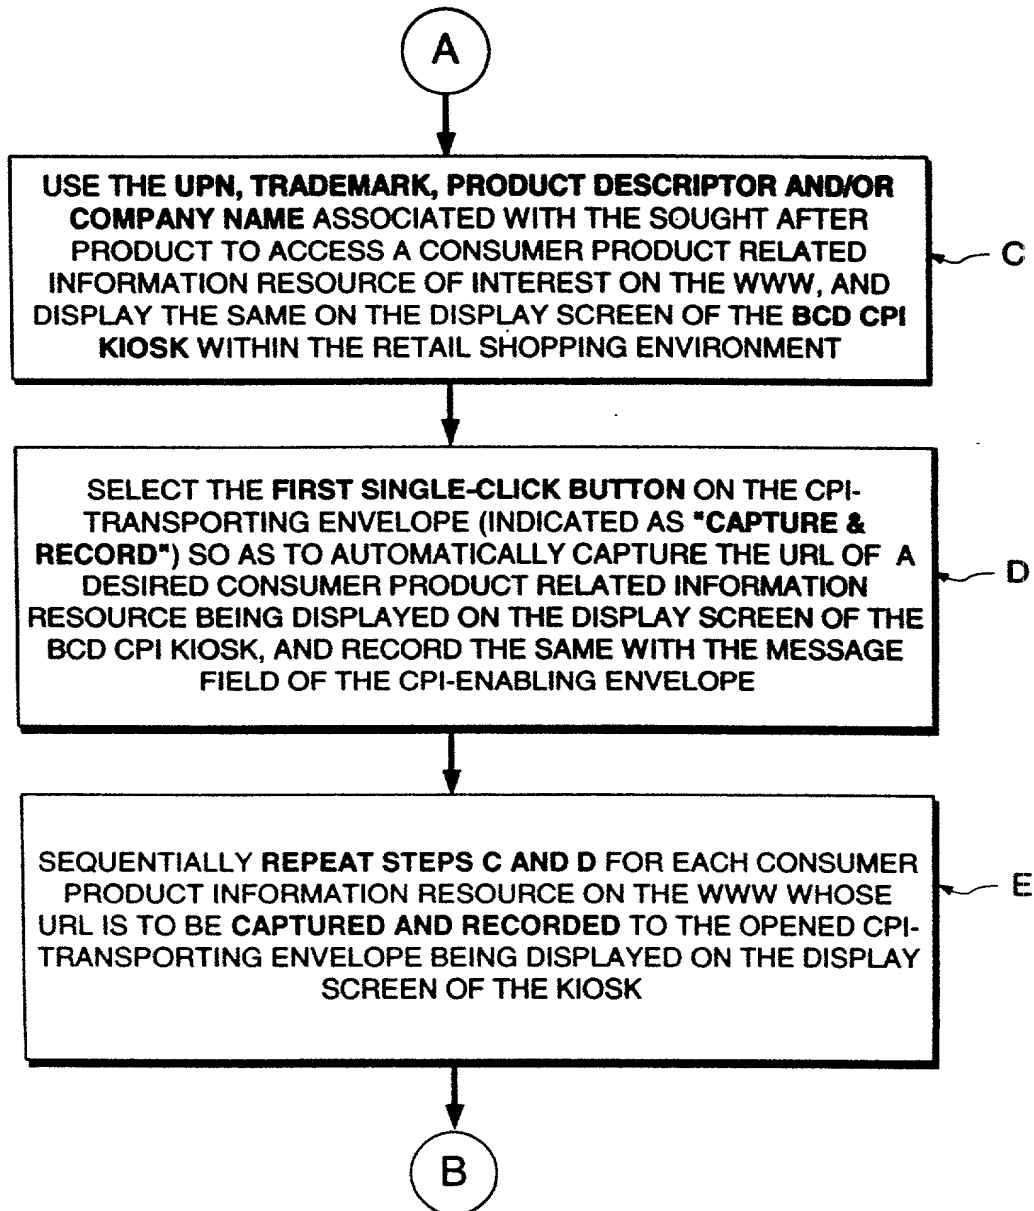 A
USE THE UPN, TRADEMARK, PRODUCT DESCRIPTOR AND/OR
COMPANY NAME ASSOCIATED WITH THE SOUGHT AFTER
PRODUCT TO ACCESS A CONSUMER PRODUCT RELATED
INFORMATION RESOURCE OF INTEREST ON THE WWW, AND
DISPLAY THE SAME ON THE DISPLAY SCREEN OF THE BCD CPI
KIOSK WITHIN THE RETAIL SHOPPING ENVIRONMENT
C
SELECT THE FIRST SINGLE-CLICK BUTTON ON THE CPI-
TRANSPORTING ENVELOPE (INDICATED AS "CAPTURE &
RECORD") SO AS TO AUTOMATICALLY CAPTURE THE URL OF A
DESIRED CONSUMER PRODUCT RELATED INFORMATION
RESOURCE BEING DISPLAYED ON THE DISPLAY SCREEN OF THE
BCD CPI KIOSK, AND RECORD THE SAME WITH THE MESSAGE
FIELD OF THE CPI-ENABLING ENVELOPE
D
SEQUENTIALLY REPEAT STEPS C AND D FOR EACH CONSUMER
PRODUCT INFORMATION RESOURCE ON THE WWW WHOSE
URL IS TO BE CAPTURED AND RECORDED TO THE OPENED CPI-
TRANSPORTING ENVELOPE BEING DISPLAYED ON THE DISPLAY
SCREEN OF THE KIOSK
E
B